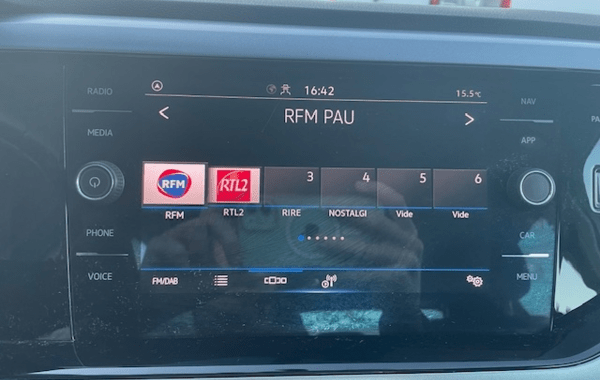 RADIO
16:42
15.5°C
NAV
RFM PAU
MEDIA
APP
PA
RFM
RTL2
3
4
5
6
RFM
RTL2
RIRE
NOSTALGI
Vide
Vide
PHONE
CAR
VOICE
MENU
FM/DAB